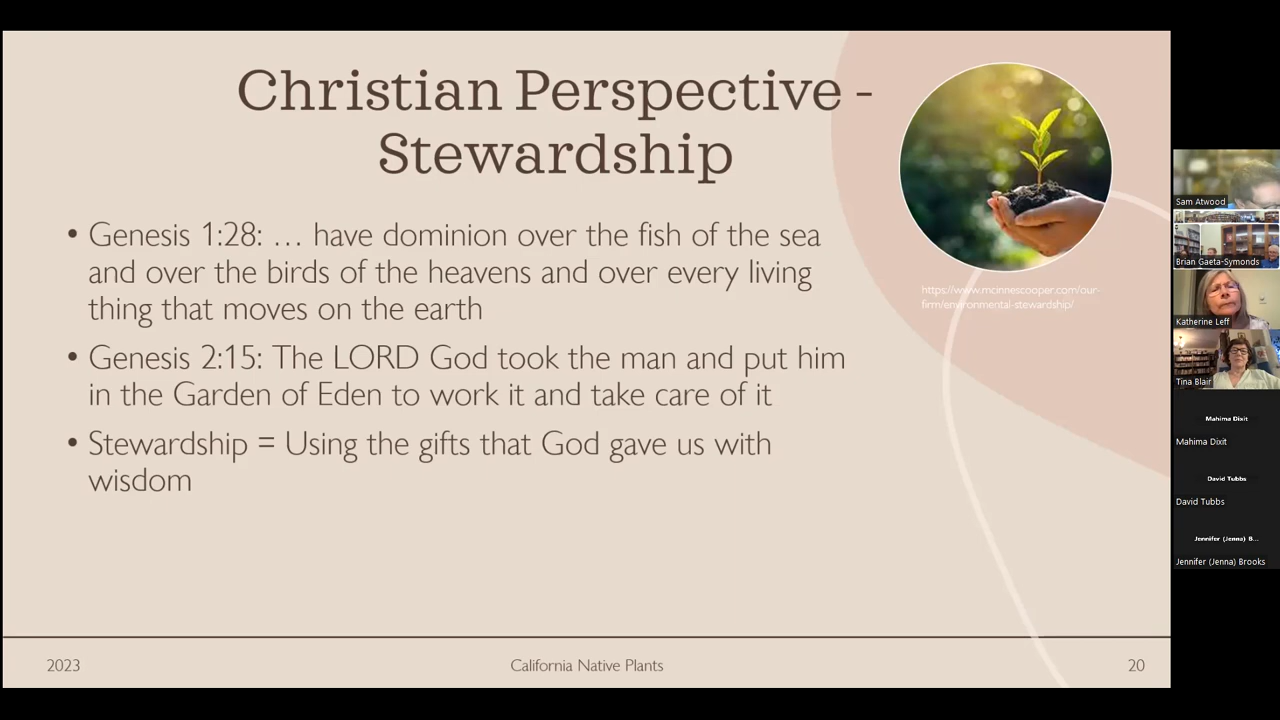 Christian Perspective -
Stewardship
• Genesis 1:28: … have dominion over the fish of the sea
and over the birds of the heavens and over every living
thing that moves on the earth
• Genesis 2:15: The LORD God took the man and put him
in the Garden of Eden to work it and take care of it
• Stewardship = Using the gifts that God gave us with
wisdom
https://www.mcinnescooper.com/our-
firm/environmental-stewardship/
2023
California Native Plants
20
Sam Atwood
Brian Gaeta-Symonds
Katherine Leff
Tina Blair
Mahima Dixit
Mahima Dixit
David Tubbs
David Tubbs
Jennifer (Jenna) B...
Jennifer (Jenna) Brooks